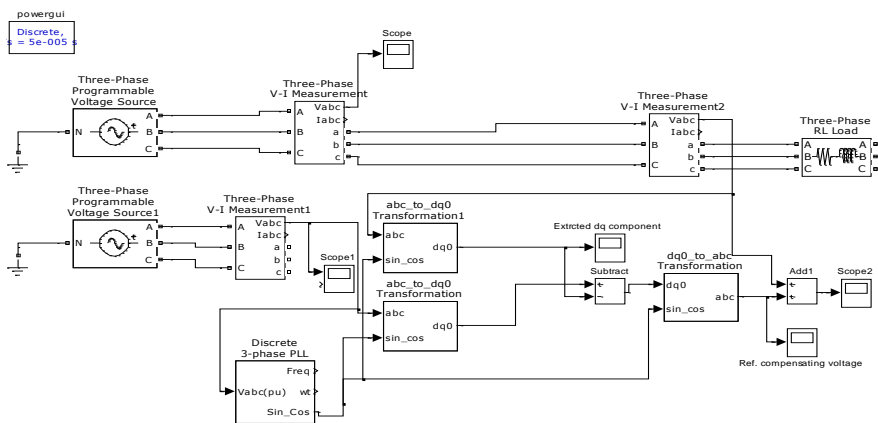 powergui
Discrete,
s = 5e-005 s
Scope
Three-Phase
Programmable
Voltage Source
N
A
B
C
Three-Phase
V-I Measurement
A
B
C
Vabc
Iabc
a
b
c
Three-Phase
V-I Measurement2
A
B
C
Vabc
Iabc
a
b
c
Three-Phase
RL Load
A
B
C
A
B
C
Three-Phase
Programmable
Voltage Source1
N
A
B
C
Three-Phase
V-I Measurement1
A
B
C
Vabc
Iabc
a
b
c
Scope1
abc_to_dq0
Transformation1
abc
sin_cos
dq0
Extrcted dq component
abc_to_dq0
Transformation
abc
sin_cos
dq0
Subtract
+
−
dq0_to_abc
Transformation
dq0
sin_cos
abc
Add1
+
+
Scope2
Ref. compensating voltage
Discrete
3-phase PLL
Vabc(pu)
Freq
wt
Sin_Cos